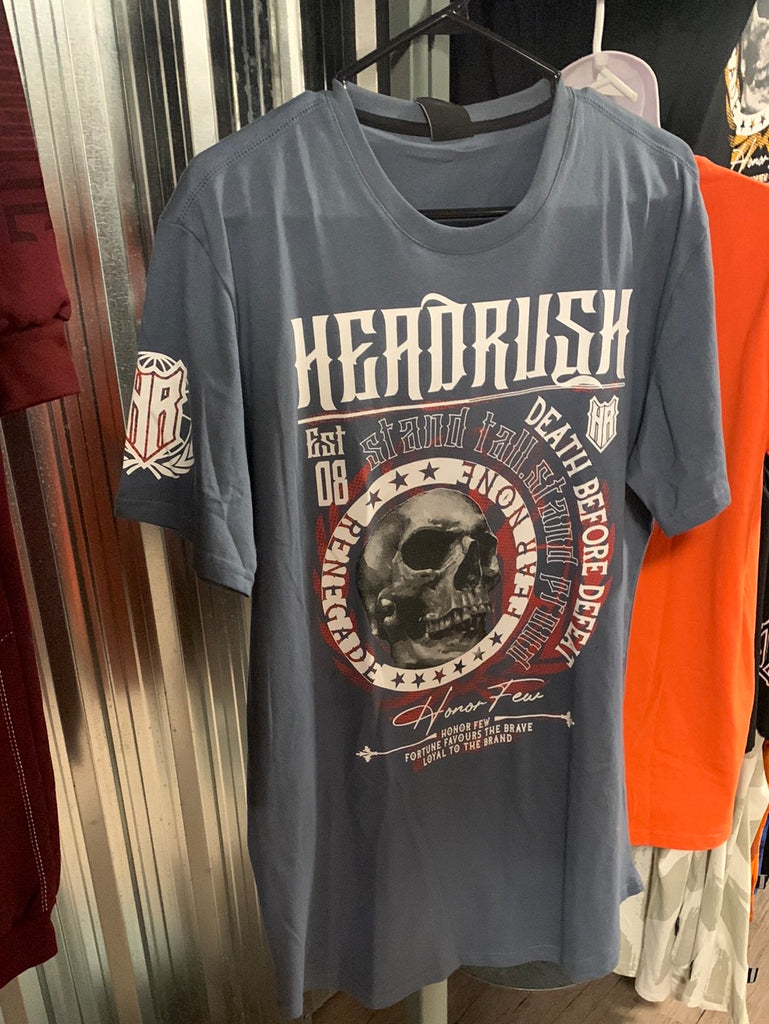 HEADRUSH
Est
08
stand tall.stand proud
DEATH BEFORE DEFEAT
HR
RENEGADE
FEAR NONE
Honor Few
HONOR FEW
FORTUNE FAVOURS THE BRAVE
LOYAL TO THE BRAND
HR
Honor